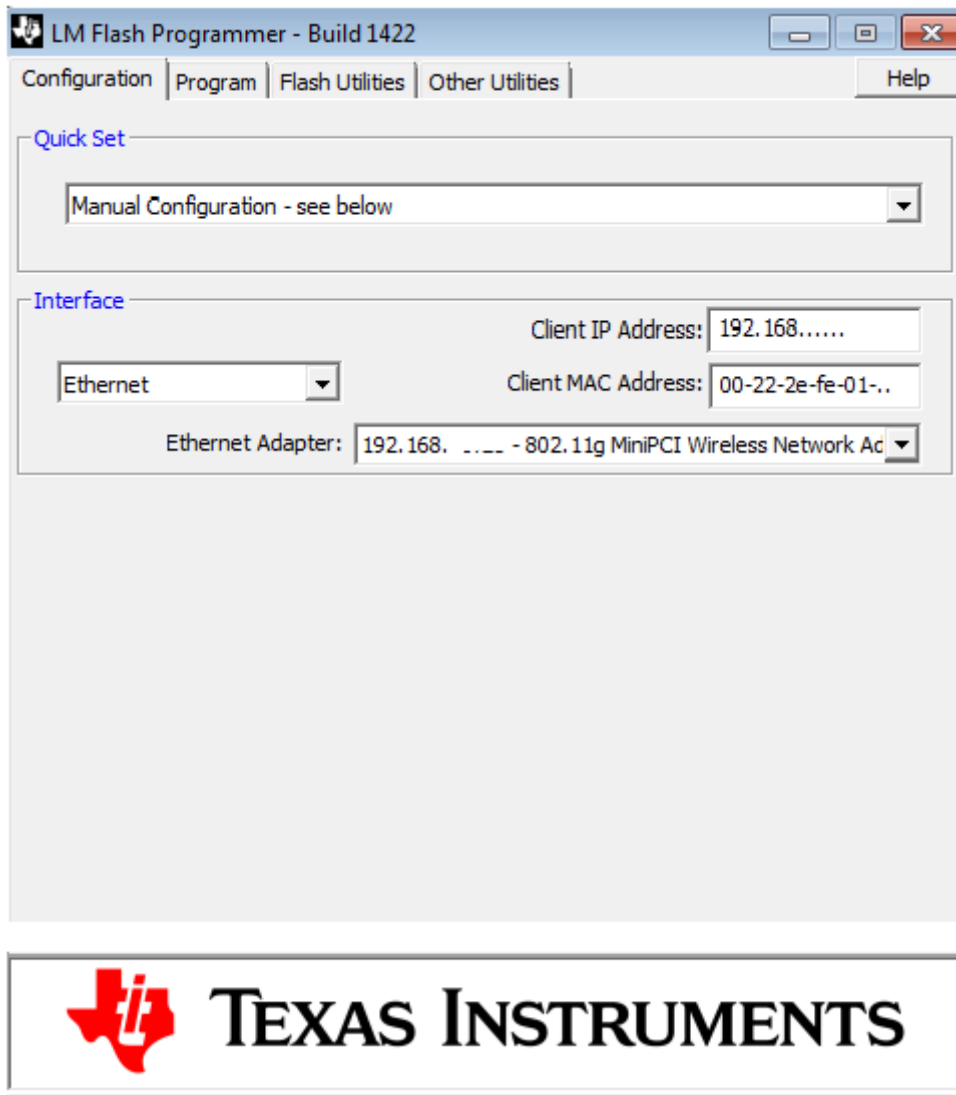 LM Flash Programmer - Build 1422
Configuration Program Flash Utilities Other Utilities Help
Quick Set
Manual Configuration - see below
Interface
Client IP Address: 192.168......
Ethernet Client MAC Address: 00-22-2e-fe-01-..
Ethernet Adapter: 192.168. - 802.11g MiniPCI Wireless Network Ad
TEXAS INSTRUMENTS